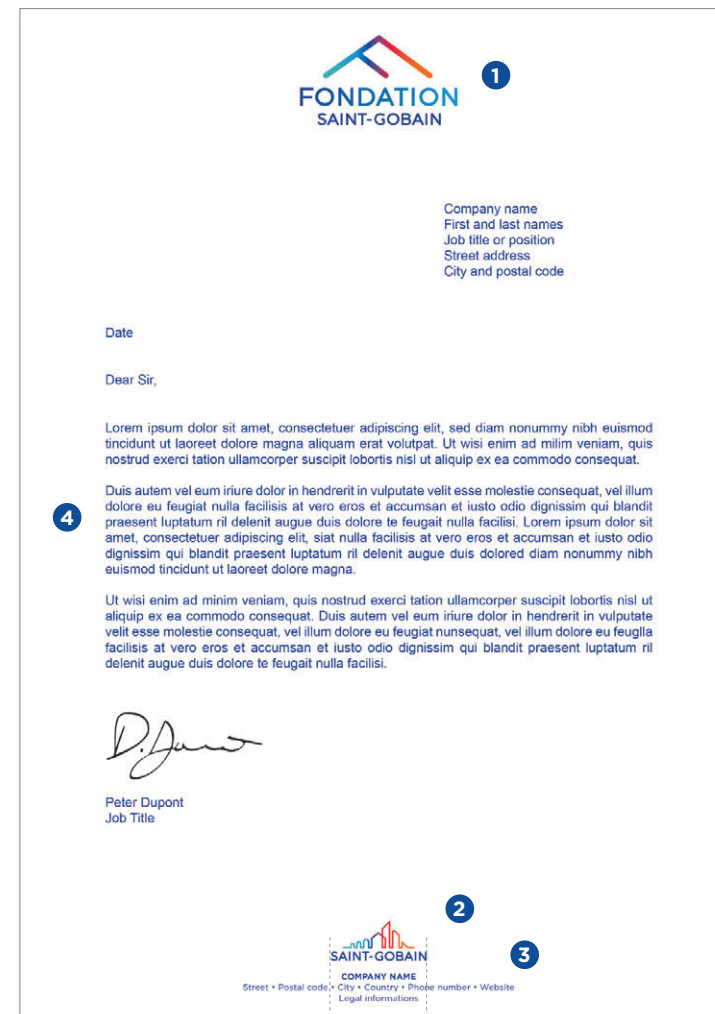 FONDATION
SAINT-GOBAIN
1
Company name
First and last names
Job title or position
Street address
City and postal code
Date
Dear Sir,
Lorem ipsum dolor sit amet, consectetuer adipiscing elit, sed diam nonummy nibh euismod
tincidunt ut laoreet dolore magna aliquam erat volutpat. Ut wisi enim ad milim veniam, quis
nostrud exerci tation ullamcorper suscipit lobortis nisl ut aliquip ex ea commodo consequat.
Duis autem vel eum iriure dolor in hendrerit in vulputate velit esse molestie consequat, vel illum
dolore eu feugiat nulla facilisis at vero eros et accumsan et iusto odio dignissim qui blandit
4
praesent luptatum ril delenit augue duis dolore te feugait nulla facilisi. Lorem ipsum dolor sit
amet, consectetuer adipiscing elit, siat nulla facilisis at vero eros et accumsan et iusto odio
dignissim qui blandit praesent luptatum ril delenit augue duis dolored diam nonummy nibh
euismod tincidunt ut laoreet dolore magna.
Ut wisi enim ad minim veniam, quis nostrud exerci tation ullamcorper suscipit lobortis nisl ut
aliquip ex ea commodo consequat. Duis autem vel eum iriure dolor in hendrerit in vulputate
velit esse molestie consequat, vel illum dolore eu feugiat nunsequat, vel illum dolore eu feuglla
facilisis at vero eros et accumsan et iusto odio dignissim qui blandit praesent luptatum ril
delenit augue duis dolore te feugait nulla facilisi.
Peter Dupont
Job Title
2
SAINT-GOBAIN
3
COMPANY NAME
Street • Postal code • City • Country • Phone number • Website
Legal informations